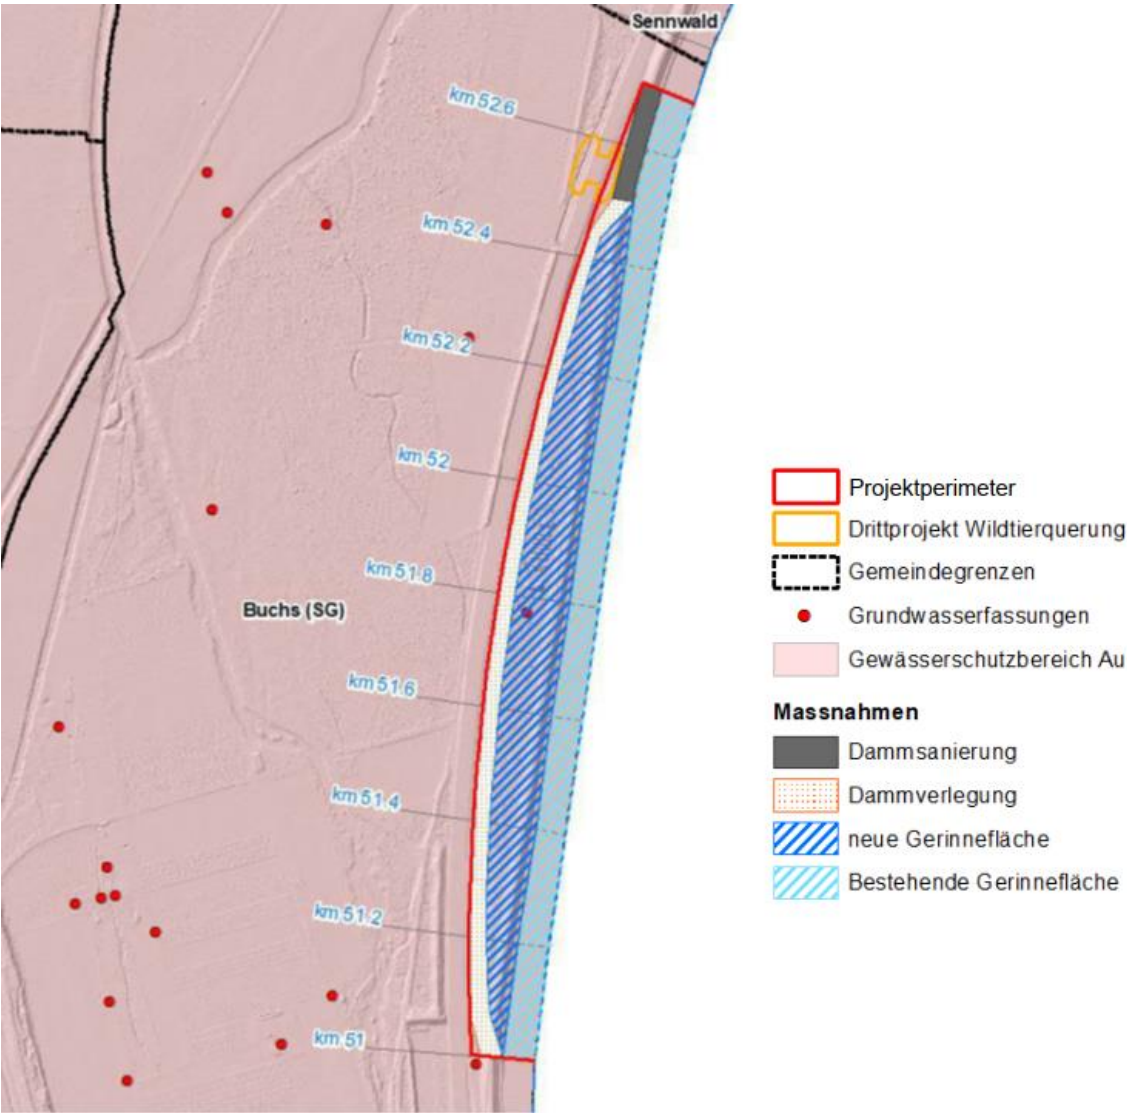 Sennwald
km 52.6
km 52.4
km 52.2
km 52
km 51.8
Buchs (SG)
km 51.6
km 51.4
km 51.2
km 51
Projektperimeter
Drittprojekt Wildtierquerung
Gemeindegrenzen
Grundwasserfassungen
Gewässerschutzbereich Au
Massnahmen
Dammsanierung
Dammverlegung
neue Gerinnefläche
Bestehende Gerinnefläche